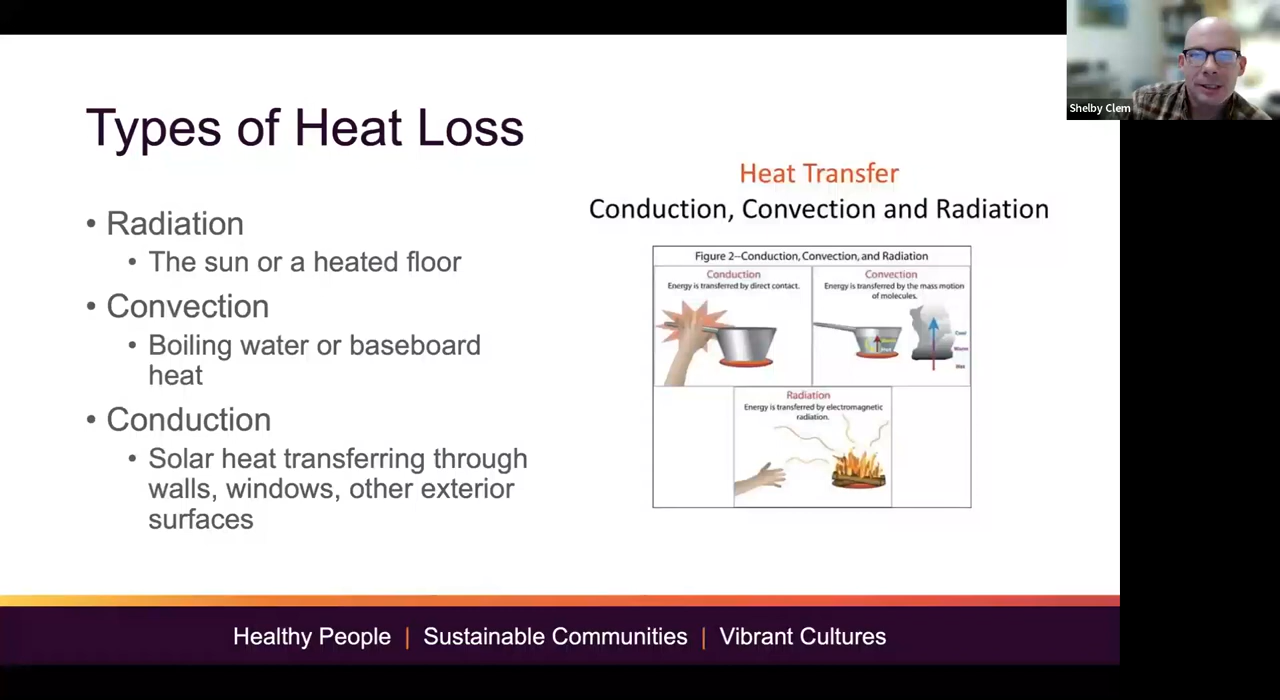 Shelby Clem
Types of Heat Loss
• Radiation
• The sun or a heated floor
• Convection
• Boiling water or baseboard
heat
• Conduction
• Solar heat transferring through
walls, windows, other exterior
surfaces
Heat Transfer
Conduction, Convection and Radiation
Figure 2–Conduction, Convection, and Radiation
Conduction
Energy is transferred by direct contact.
Convection
Energy is transferred by the mass motion
of molecules.
Cool
Warm
Hot
Radiation
Energy is transferred by electromagnetic
radiation.
Healthy People | Sustainable Communities | Vibrant Cultures